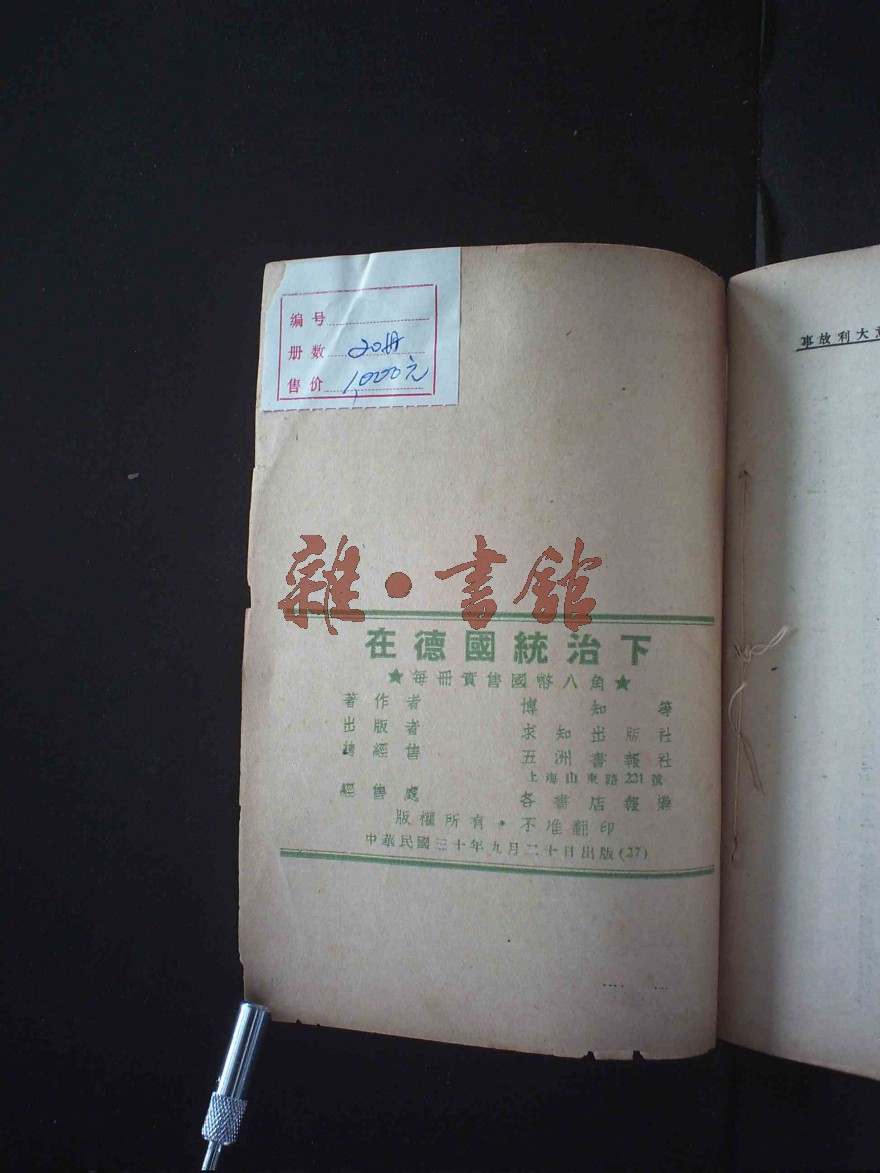 编号
册数 20册
售价 1,000元
雜·書館
在德國統治下
★每冊實售國幣八角★
著作者 博知等
出版者 求知出版社
總經售 五洲書報社
上海山東路221號
經售處 各書店報攤
版權所有·不准翻印
中華民國三十年九月二十日出版(27)
意大利故事